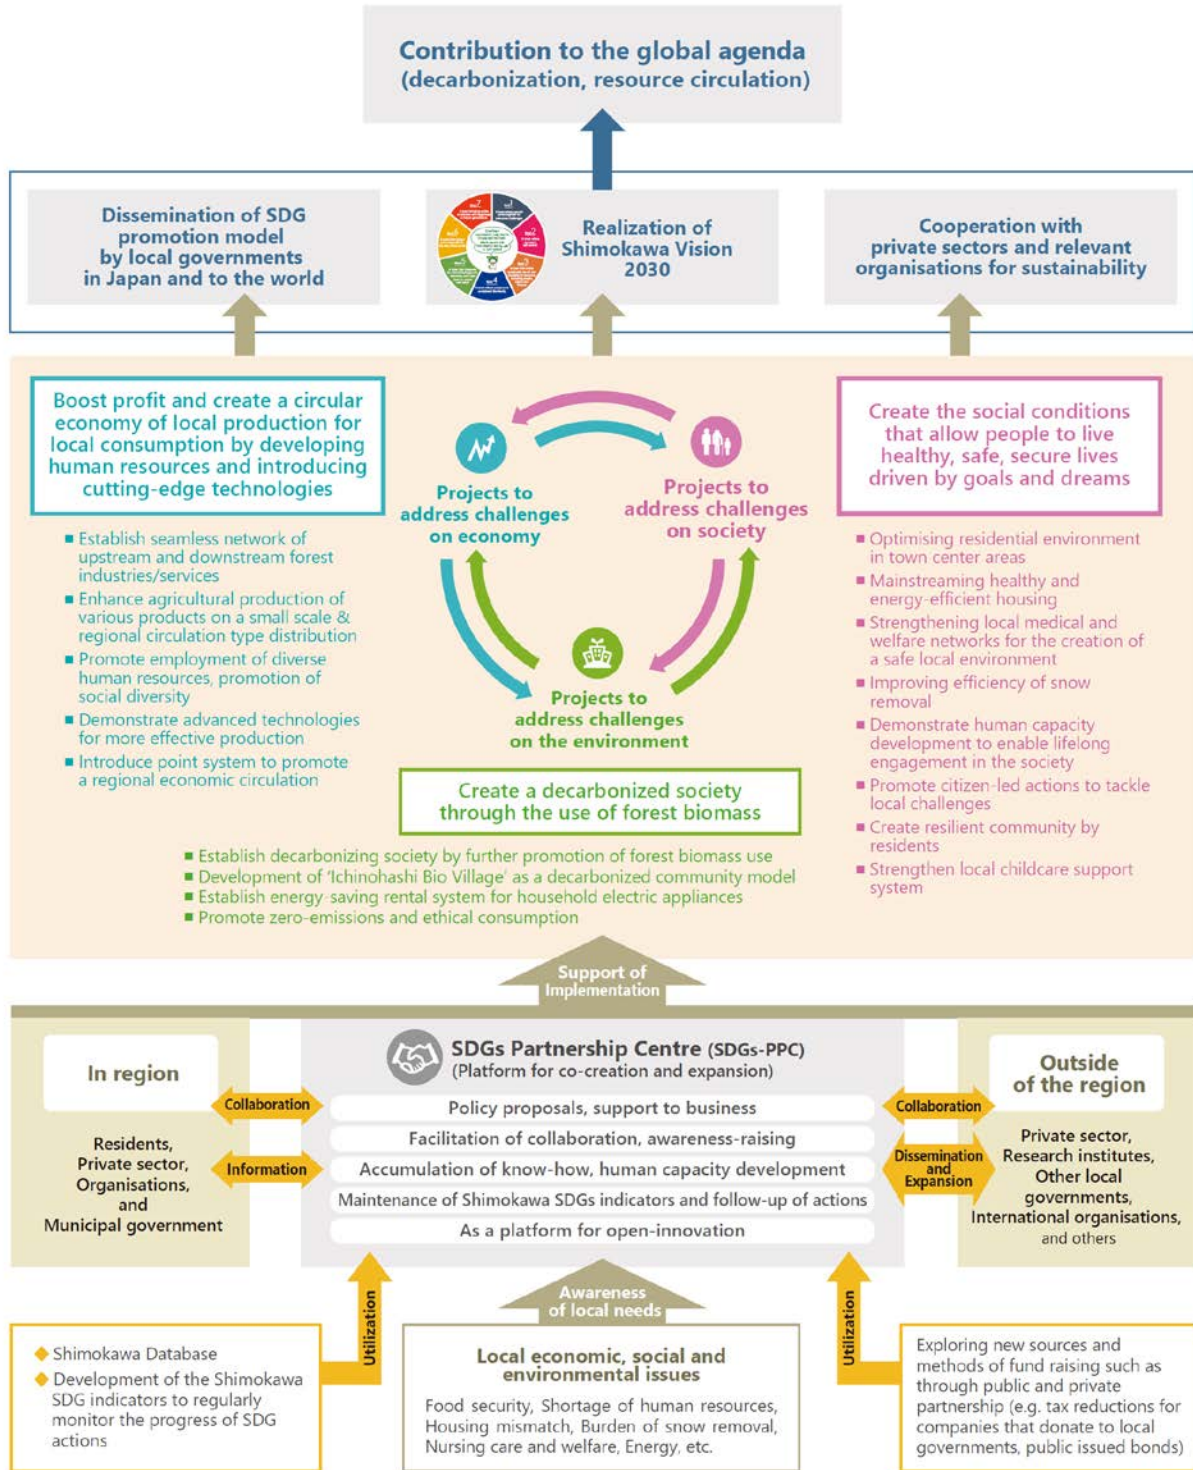 Contribution to the global agenda
(decarbonization, resource circulation)
Dissemination of SDG
promotion model
by local governments
in Japan and to the world
Realization of
Shimokawa Vision
2030
Cooperation with
private sectors and relevant
organisations for sustainability
Boost profit and create a circular
economy of local production for
local consumption by developing
human resources and introducing
cutting-edge technologies
■ Establish seamless network of
upstream and downstream forest
industries/services
■ Enhance agricultural production of
various products on a small scale &
regional circulation type distribution
■ Promote employment of diverse
human resources, promotion of
social diversity
■ Demonstrate advanced technologies
for more effective production
■ Introduce point system to promote
a regional economic circulation
Projects to
address challenges
on economy
Projects to
address challenges
on society
Projects to
address challenges
on the environment
Create a decarbonized society
through the use of forest biomass
■ Establish decarbonizing society by further promotion of forest biomass use
■ Development of 'Ichinohashi Bio Village' as a decarbonized community model
■ Establish energy-saving rental system for household electric appliances
■ Promote zero-emissions and ethical consumption
Create the social conditions
that allow people to live
healthy, safe, secure lives
driven by goals and dreams
■ Optimising residential environment
in town center areas
■ Mainstreaming healthy and
energy-efficient housing
■ Strengthening local medical and
welfare networks for the creation of
a safe local environment
■ Improving efficiency of snow
removal
■ Demonstrate human capacity
development to enable lifelong
engagement in the society
■ Promote citizen-led actions to tackle
local challenges
■ Create resilient community by
residents
■ Strengthen local childcare support
system
Support of
Implementation
In region
Residents,
Private sector,
Organisations,
and
Municipal government
Collaboration
Information
SDGs Partnership Centre (SDGs-PPC)
(Platform for co-creation and expansion)
Policy proposals, support to business
Facilitation of collaboration, awareness-raising
Accumulation of know-how, human capacity development
Maintenance of Shimokawa SDGs indicators and follow-up of actions
As a platform for open-innovation
Collaboration
Dissemination
and
Expansion
Outside
of the region
Private sector,
Research institutes,
Other local
governments,
International organisations,
and others
Utilization
Awareness
of local needs
Utilization
◆ Shimokawa Database
◆ Development of the Shimokawa
SDG indicators to regularly
monitor the progress of SDG
actions
Local economic, social and
environmental issues
Food security, Shortage of human resources,
Housing mismatch, Burden of snow removal,
Nursing care and welfare, Energy, etc.
Exploring new sources and
methods of fund raising such as
through public and private
partnership (e.g. tax reductions for
companies that donate to local
governments, public issued bonds)